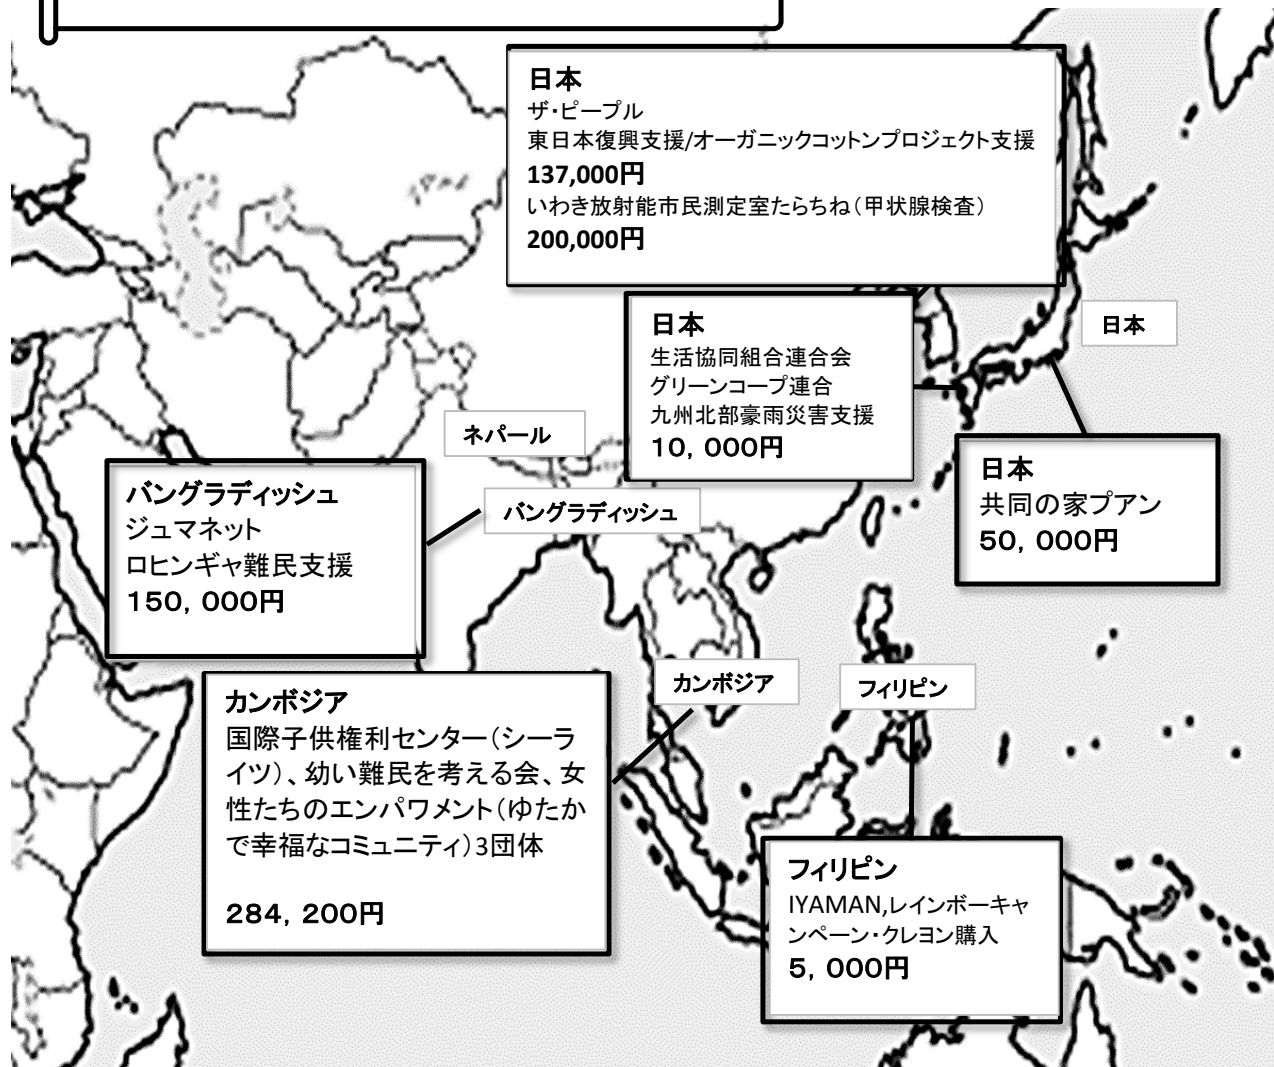 日本
ザ・ピープル
東日本復興支援/オーガニックコットンプロジェクト支援
137,000円
いわき放射能市民測定室たらちね（甲状腺検査）
200,000円
日本
生活協同組合連合会
グリーンコープ連合
九州北部豪雨災害支援
10，000円
日本
ネパール
バングラディッシュ
日本
共同の家プアン
50，000円
バングラディッシュ
ジュマネット
ロヒンギャ難民支援
150，000円
カンボジア
フィリピン
カンボジア
国際子供権利センター（シーラ
イツ）、幼い難民を考える会、女
性たちのエンパワメント（ゆたか
で幸福なコミュニティ）3団体
284，200円
フィリピン
IYAMAN,レインボーキャ
ンペーン・クレヨン購入
5，000円